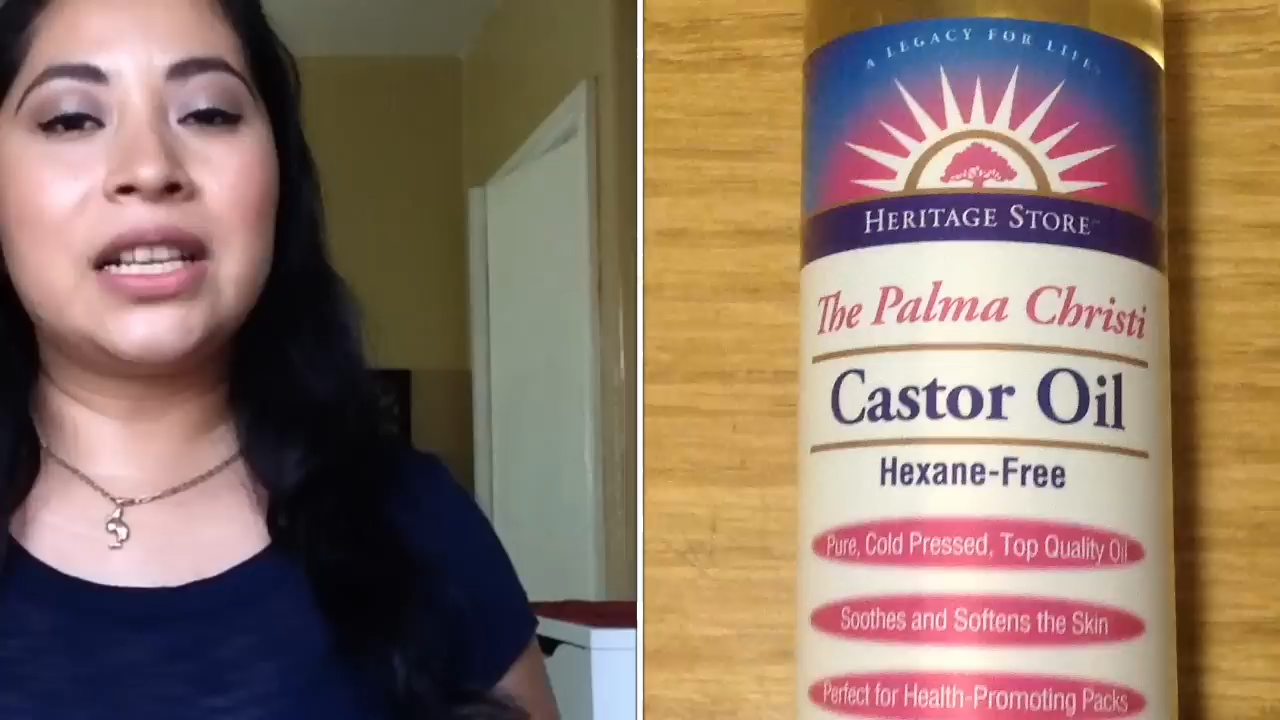 A LEGACY FOR LIFE
HERITAGE STORE
The Palma Christi
Castor Oil
Hexane-Free
Pure, Cold Pressed, Top Quality Oil
Soothes and Softens the Skin
Perfect for Health-Promoting Packs